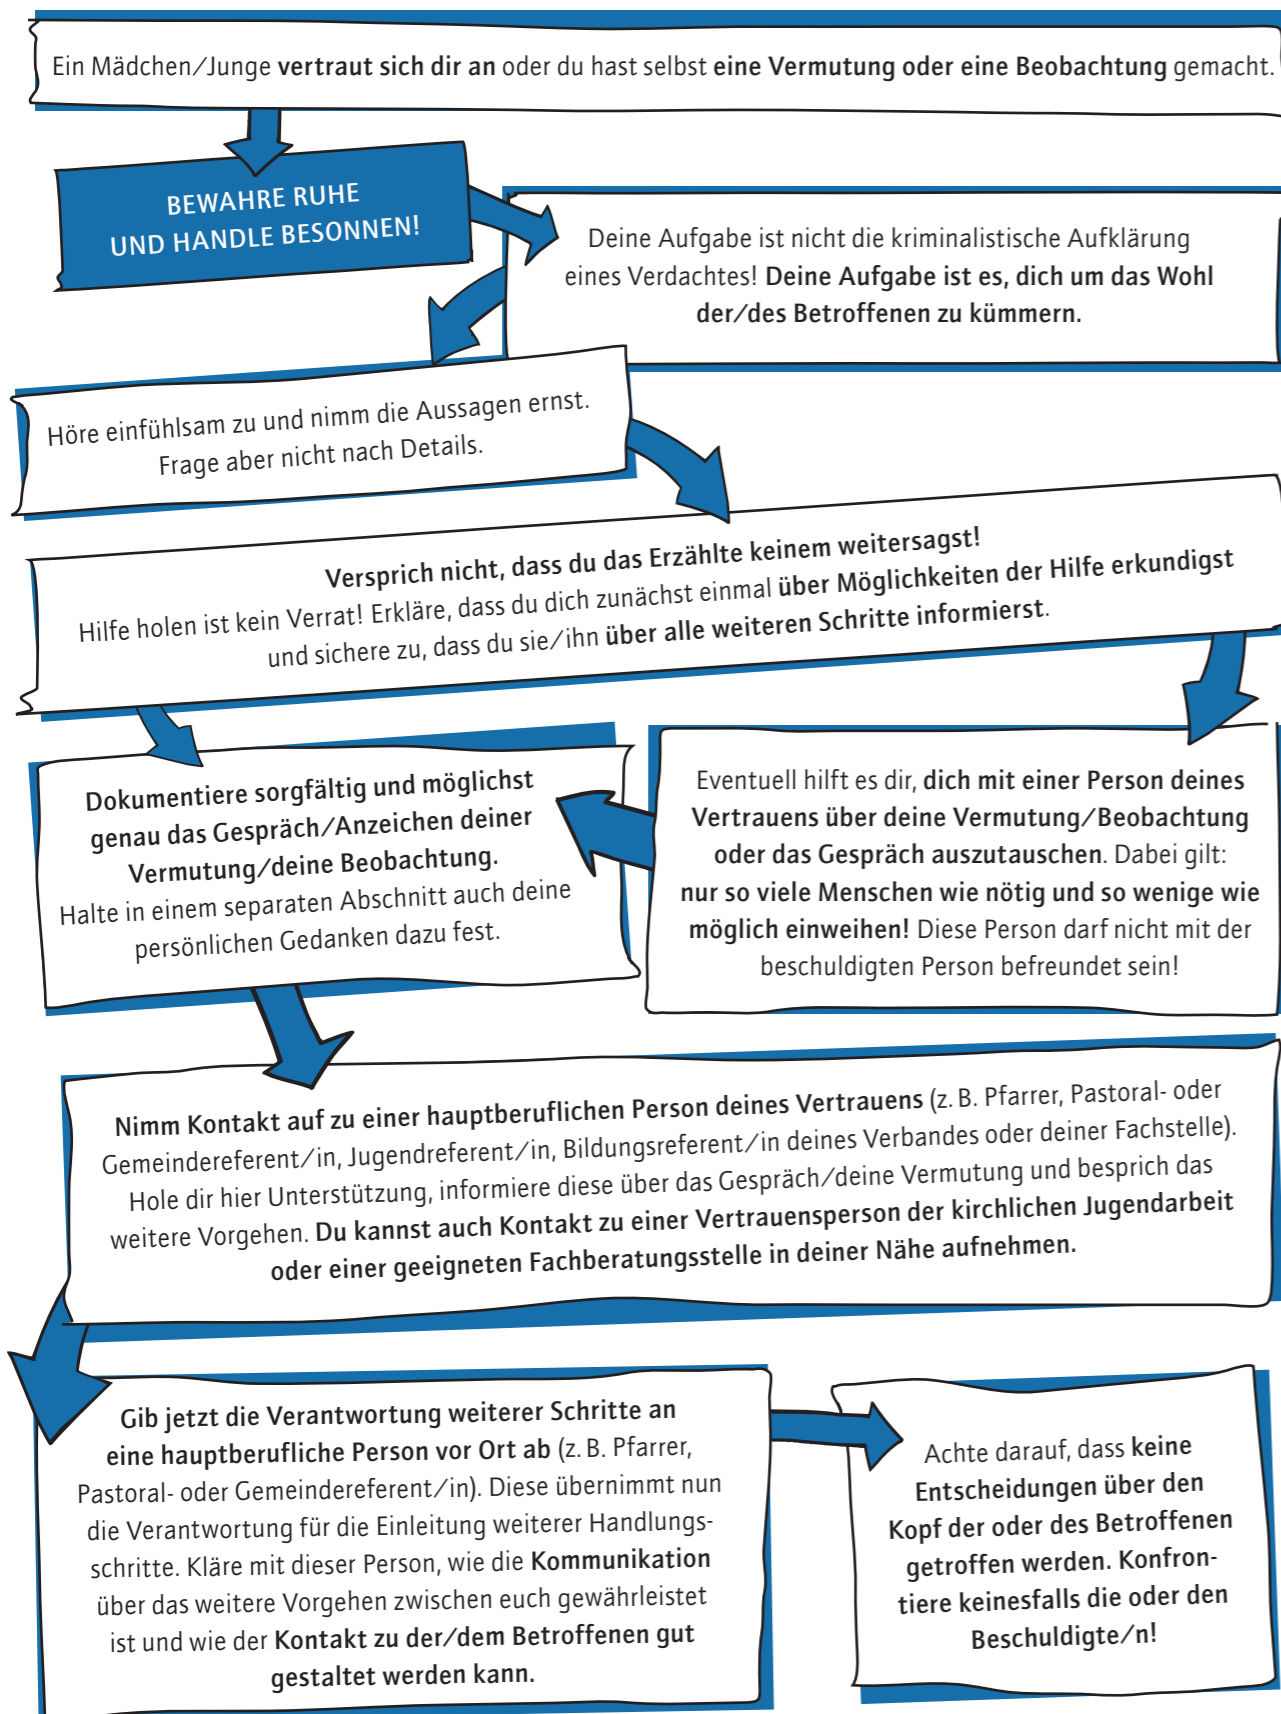 Ein Mädchen/Junge vertraut sich dir an oder du hast selbst eine Vermutung oder eine Beobachtung gemacht.
BEWAHRE RUHE
UND HANDLE BESONNEN!
Deine Aufgabe ist nicht die kriminalistische Aufklärung
eines Verdachtes! Deine Aufgabe ist es, dich um das Wohl
der/des Betroffenen zu kümmern.
Höre einfühlsam zu und nimm die Aussagen ernst.
Frage aber nicht nach Details.
Versprich nicht, dass du das Erzählte keinem weitersagst!
Hilfe holen ist kein Verrat! Erkläre, dass du dich zunächst einmal über Möglichkeiten der Hilfe erkundigst
und sichere zu, dass du sie/ihn über alle weiteren Schritte informierst.
Dokumentiere sorgfältig und möglichst
genau das Gespräch/Anzeichen deiner
Vermutung/deine Beobachtung.
Halte in einem separaten Abschnitt auch deine
persönlichen Gedanken dazu fest.
Eventuell hilft es dir, dich mit einer Person deines
Vertrauens über deine Vermutung/Beobachtung
oder das Gespräch auszutauschen. Dabei gilt:
nur so viele Menschen wie nötig und so wenige wie
möglich einweihen! Diese Person darf nicht mit der
beschuldigten Person befreundet sein!
Nimm Kontakt auf zu einer hauptberuflichen Person deines Vertrauens (z. B. Pfarrer, Pastoral- oder
Gemeindereferent/in, Jugendreferent/in, Bildungsreferent/in deines Verbandes oder deiner Fachstelle).
Hole dir hier Unterstützung, informiere diese über das Gespräch/deine Vermutung und besprich das
weitere Vorgehen. Du kannst auch Kontakt zu einer Vertrauensperson der kirchlichen Jugendarbeit
oder einer geeigneten Fachberatungsstelle in deiner Nähe aufnehmen.
Gib jetzt die Verantwortung weiterer Schritte an
eine hauptberufliche Person vor Ort ab (z. B. Pfarrer,
Pastoral- oder Gemeindereferent/in). Diese übernimmt nun
die Verantwortung für die Einleitung weiterer Handlungs-
schritte. Kläre mit dieser Person, wie die Kommunikation
über das weitere Vorgehen zwischen euch gewährleistet
ist und wie der Kontakt zu der/dem Betroffenen gut
gestaltet werden kann.
Achte darauf, dass keine
Entscheidungen über den
Kopf der oder des Betroffenen
getroffen werden. Konfron-
tiere keinesfalls die oder den
Beschuldigte/n!